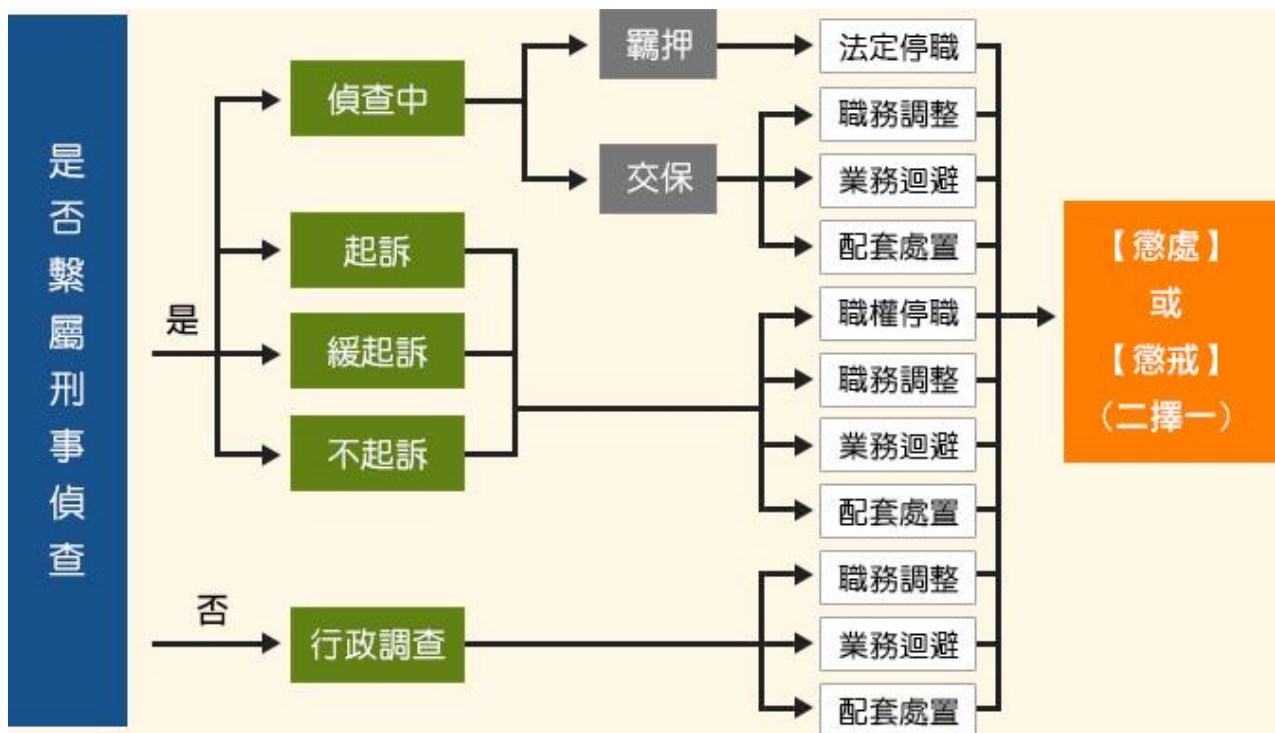 是否繫屬刑事偵查
是
否
偵查中
起訴
緩起訴
不起訴
行政調查
羈押
交保
法定停職
職務調整
業務迴避
配套處置
職權停職
職務調整
業務迴避
配套處置
職務調整
業務迴避
配套處置
【懲處】
或
【懲戒】
（二擇一）